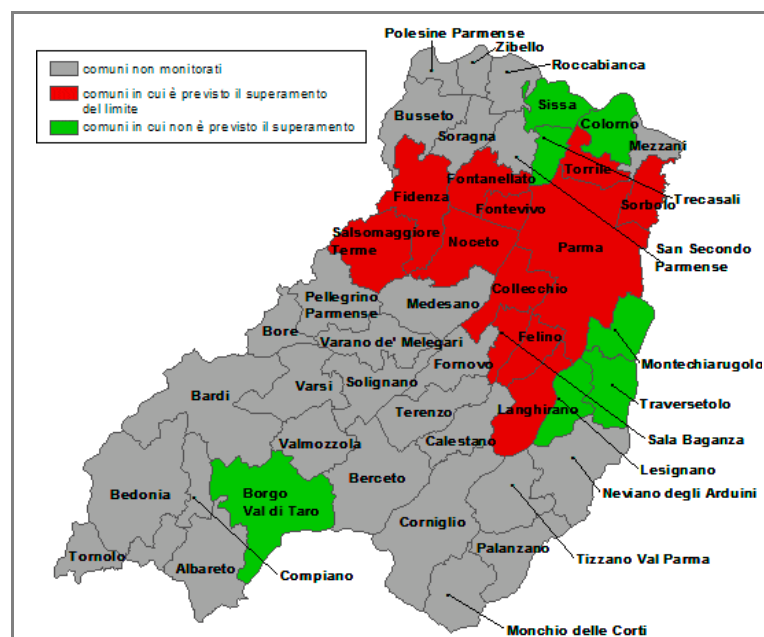 Polesine Parmense
Zibello
Roccabianca
comuni non monitorati
comuni in cui è previsto il superamento
del limite
comuni in cui non è previsto il superamento
Sissa
Busseto
Colorno
Soragna
Mezzani
Fontanellato
Torrile
Trecasali
Fidenza
Fontevivo
Sorbolo
Salsomaggiore
Terme
Noceto
Parma
San Secondo
Parmense
Collecchio
Pellegrino
Parmense
Medesano
Bore
Varano de' Melegari
Felino
Fornovo
Montechiarugolo
Solignano
Varsi
Bardi
Traversetolo
Terenzo
Langhirano
Valmozzola
Calestano
Sala Baganza
Lesignano
Berceto
Bedonia
Borgo
Val di Taro
Neviano degli Arduini
Corniglio
Tornolo
Albareto
Compiano
Palanzano
Tizzano Val Parma
Monchio delle Corti